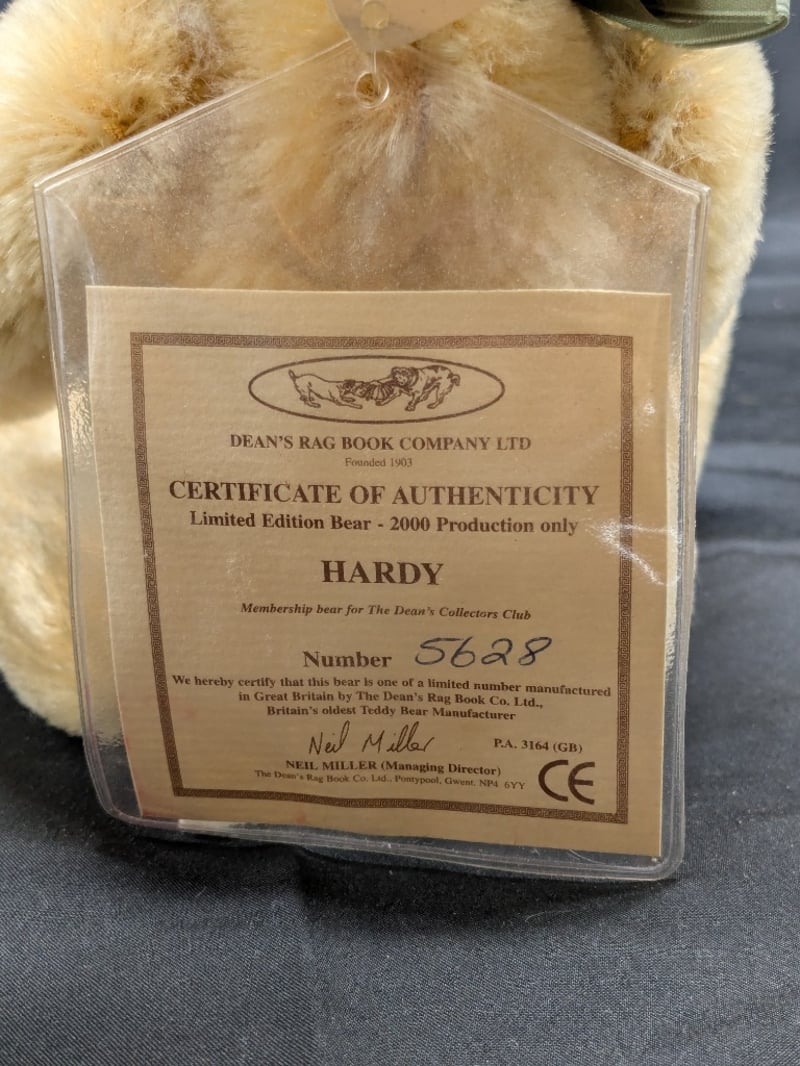 DEAN'S RAG BOOK COMPANY LTD
Founded 1903
CERTIFICATE OF AUTHENTICITY
Limited Edition Bear - 2000 Production only
HARDY
Membership bear for The Dean's Collectors Club
Number 5628
We hereby certify that this bear is one of a limited number manufactured
in Great Britain by The Dean's Rag Book Co. Ltd.,
Britain's oldest Teddy Bear Manufacturer
Neil Miller
P.A. 3164 (GB)
NEIL MILLER (Managing Director)
The Dean's Rag Book Co. Ltd., Pontypool, Gwent. NP4 6YY
CE